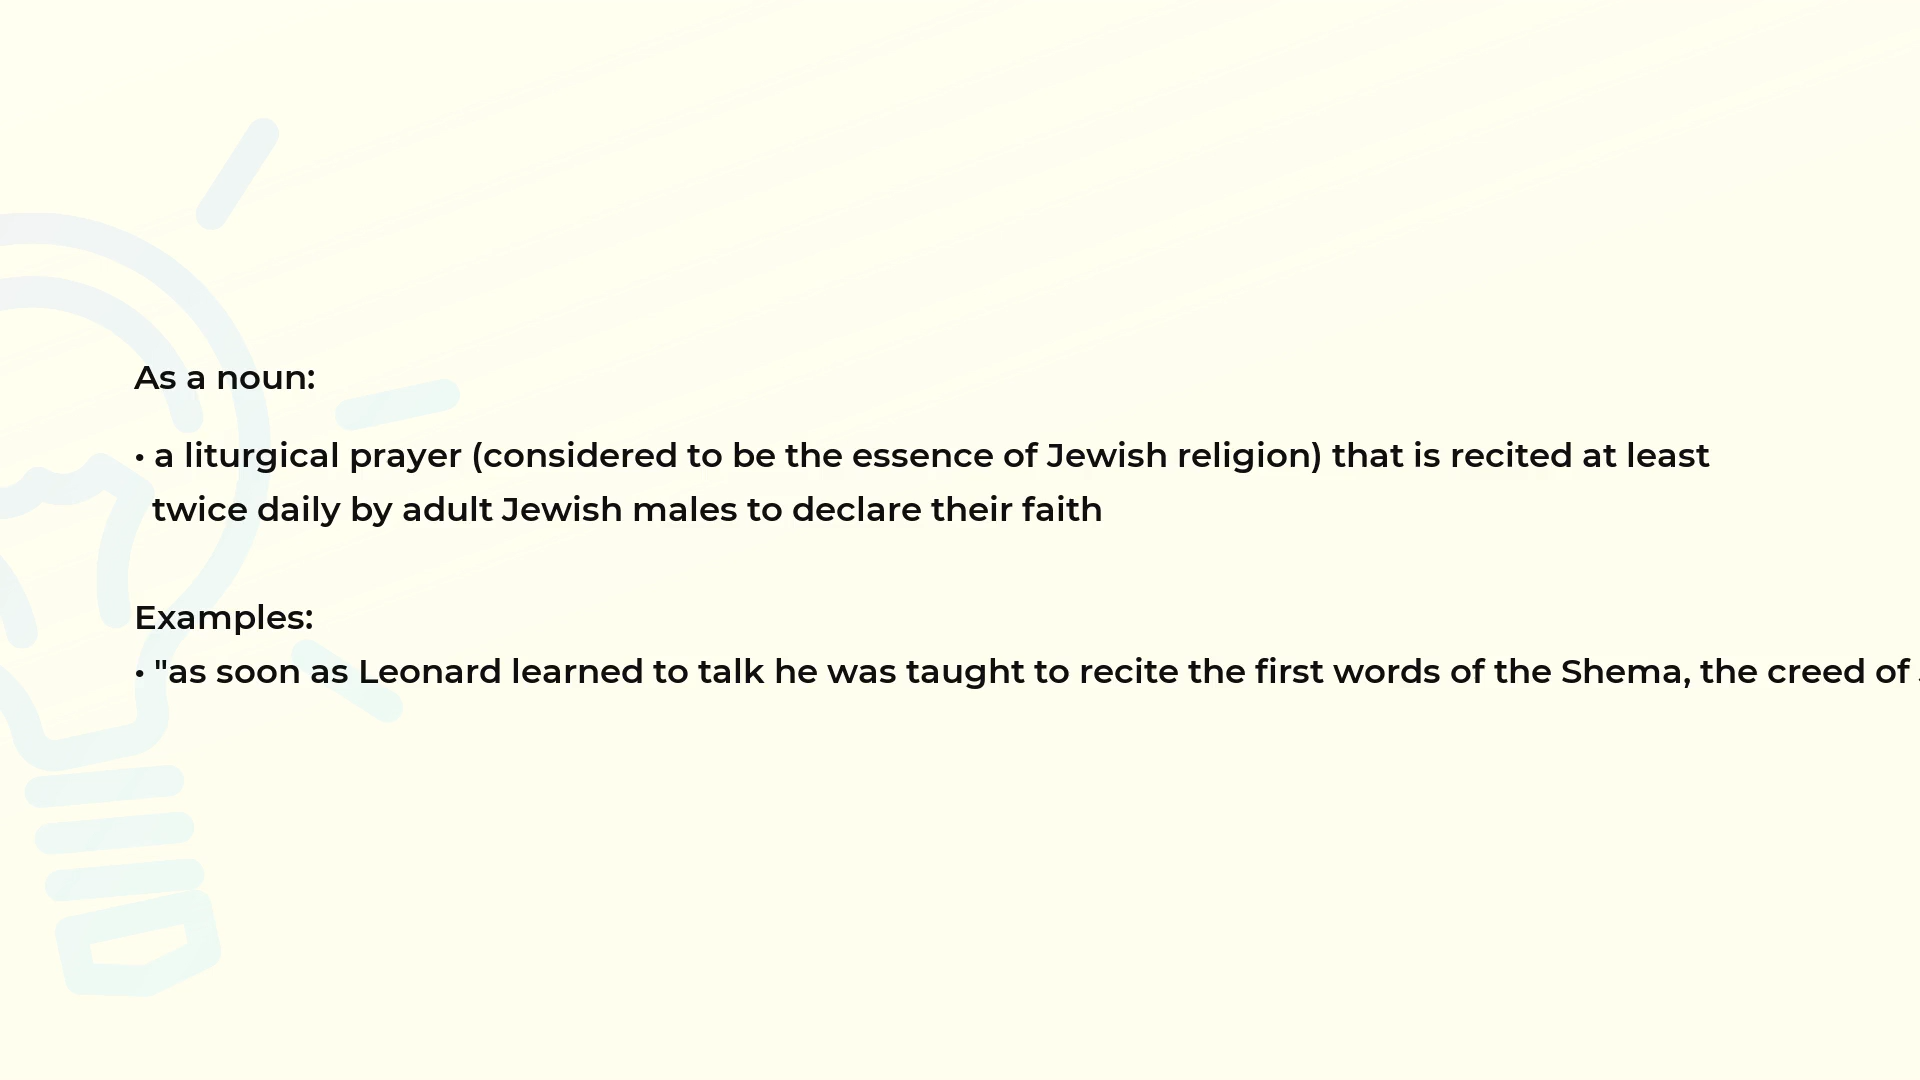 As a noun:
• a liturgical prayer (considered to be the essence of Jewish religion) that is recited at least
twice daily by adult Jewish males to declare their faith
Examples:
• "as soon as Leonard learned to talk he was taught to recite the first words of the Shema, the creed of